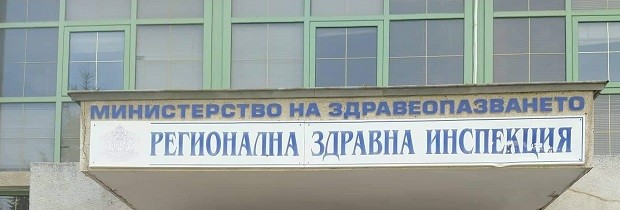 МИНИСТЕРСТВО НА ЗДРАВЕОПАЗВАНЕТО
РЕГИОНАЛНА ЗДРАВНА ИНСПЕКЦИЯ